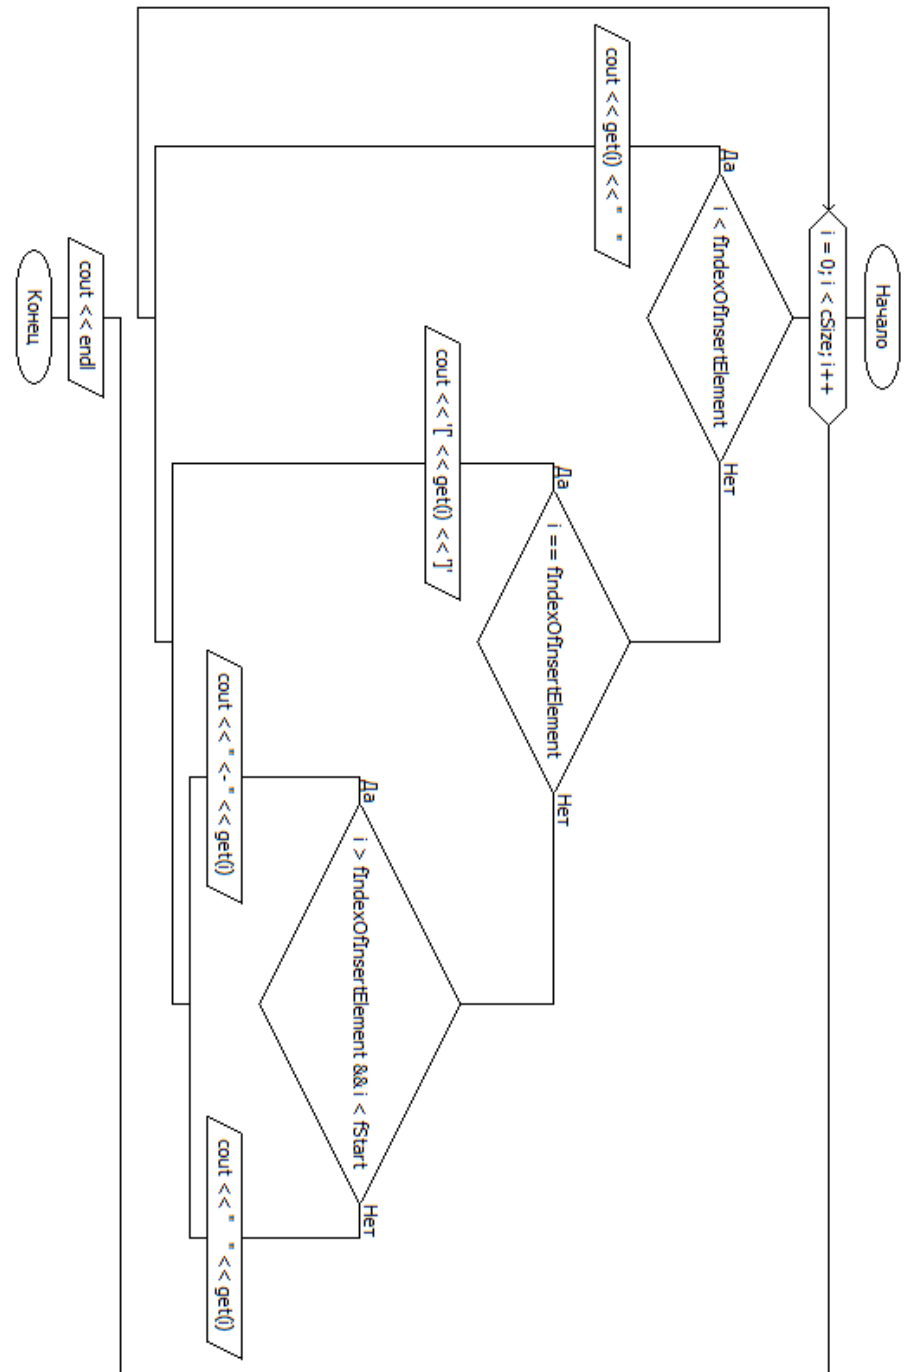 Начало
i = 0; i < cSize; i++
Да
i < fIndexOfInsertElement
Нет
cout << get(i) << "   "
Да
i == fIndexOfInsertElement
Нет
cout << '[' << get(i) << ']'
Да
i > fIndexOfInsertElement && i < fStart
Нет
cout << " <- " << get(i)
cout << "   " << get(i)
cout << endl
Конец